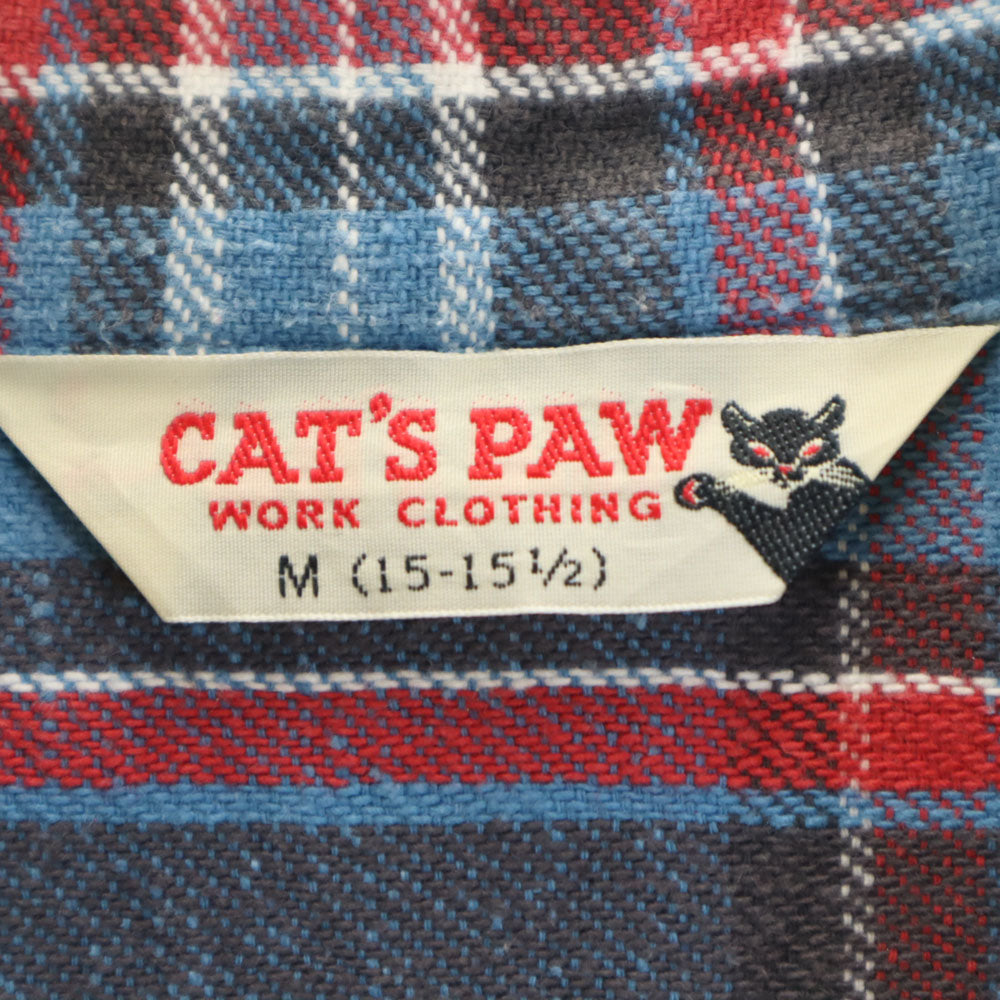 CAT'S PAW
WORK CLOTHING
M (15-15½)